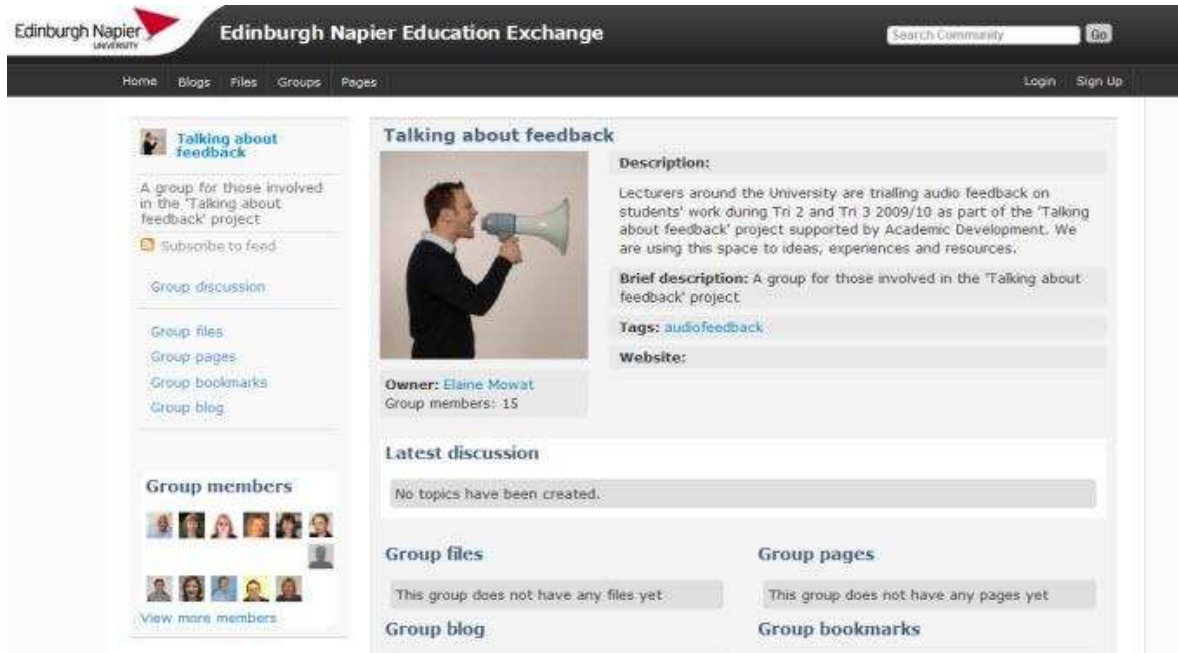 Edinburgh Napier
UNIVERSITY
Edinburgh Napier Education Exchange
Search Community
Go
Home Blogs Files Groups Pages
Login Sign Up
Talking about
feedback
A group for those involved
in the 'Talking about
feedback' project
Subscribe to feed
Group discussion
Group files
Group pages
Group bookmarks
Group blog
Group members
View more members
Talking about feedback
Owner: Elaine Mowat
Group members: 15
Description:
Lecturers around the University are trialling audio feedback on
students' work during Tri 2 and Tri 3 2009/10 as part of the 'Talking
about feedback' project supported by Academic Development. We
are using this space to ideas, experiences and resources.
Brief description: A group for those involved in the 'Talking about
feedback' project
Tags: audiofeedback
Website:
Latest discussion
No topics have been created.
Group files
This group does not have any files yet
Group pages
This group does not have any pages yet
Group blog
Group bookmarks